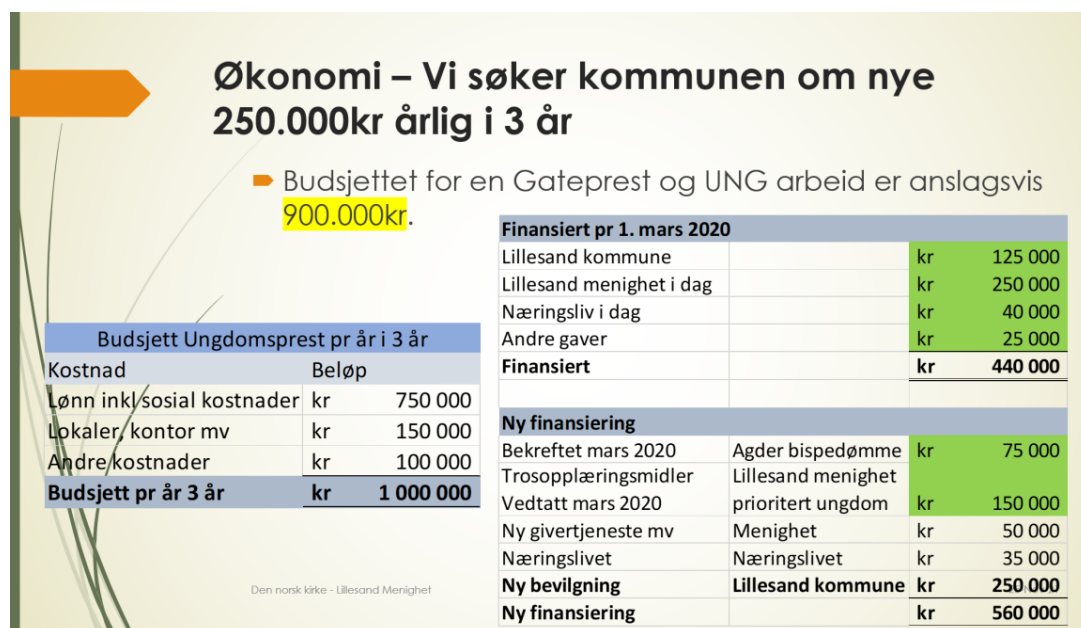 Økonomi – Vi søker kommunen om nye
250.000kr årlig i 3 år
Budsjettet for en Gateprest og UNG arbeid er anslagsvis
900.000kr.
Budsjett Ungdomsprest pr år i 3 år
Kostnad Beløp
Lønn inkl sosial kostnader kr 750 000
Lokaler, kontor mv kr 150 000
Andre kostnader kr 100 000
Budsjett pr år 3 år kr 1 000 000
Finansiert pr 1. mars 2020
Lillesand kommune kr 125 000
Lillesand menighet i dag kr 250 000
Næringsliv i dag kr 40 000
Andre gaver kr 25 000
Finansiert kr 440 000
Ny finansiering
Bekreftet mars 2020 Agder bispedømme kr 75 000
Trosopplæringsmidler Lillesand menighet
Vedtatt mars 2020 prioritert ungdom kr 150 000
Ny givertjeneste mv Menighet kr 50 000
Næringslivet Næringslivet kr 35 000
Ny bevilgning Lillesand kommune kr 250 000
Ny finansiering kr 560 000
Den norsk kirke - Lillesand Menighet